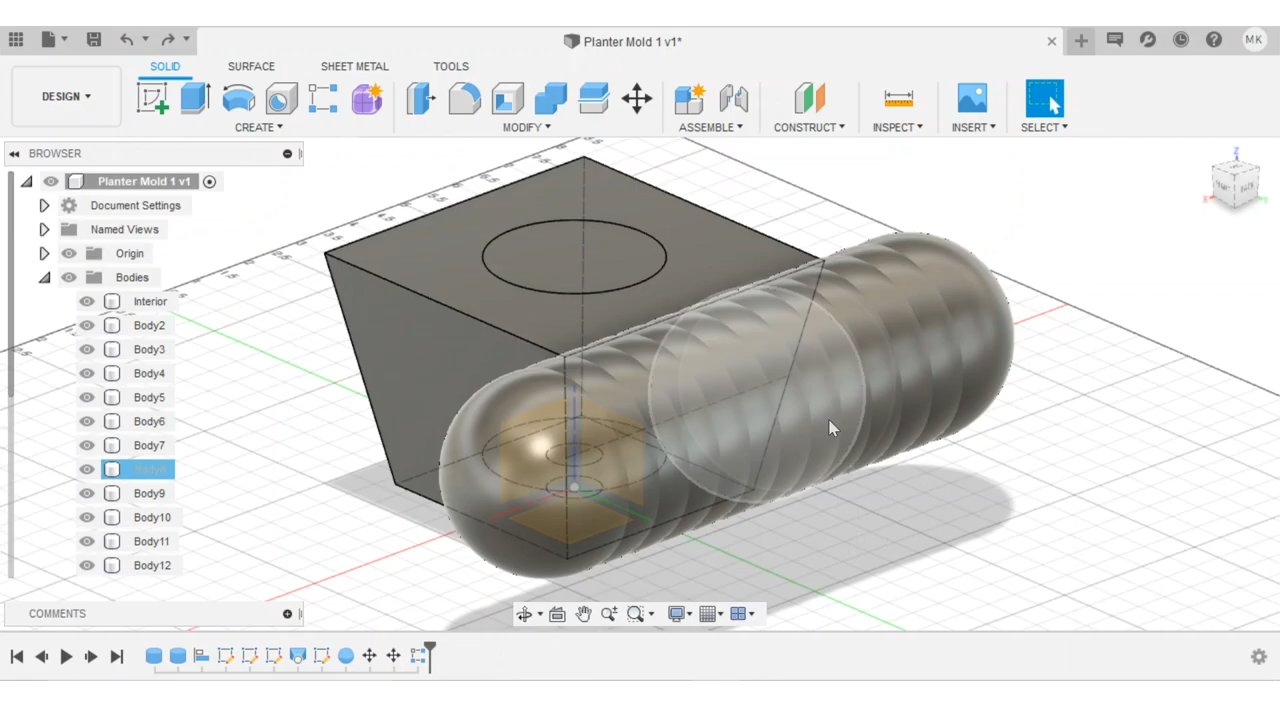 Planter Mold 1 v1*
MK
DESIGN
SOLID SURFACE SHEET METAL TOOLS
CREATE MODIFY ASSEMBLE CONSTRUCT INSPECT INSERT SELECT
BROWSER
Planter Mold 1 v1
Document Settings
Named Views
Origin
Bodies
Interior
Body2
Body3
Body4
Body5
Body6
Body7
Body8
Body9
Body10
Body11
Body12
COMMENTS
Z